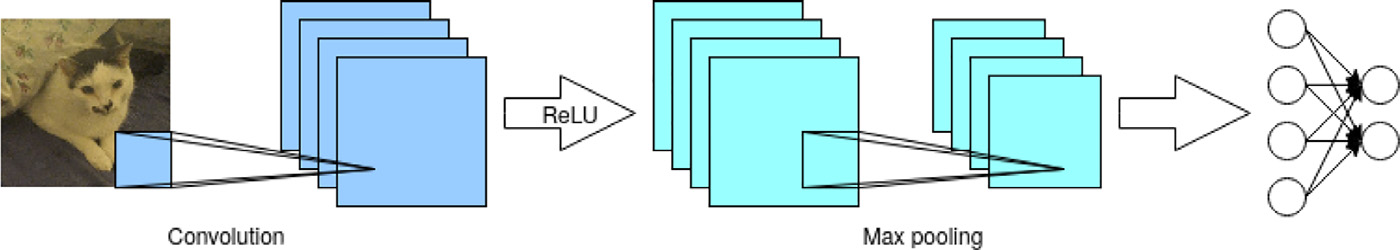 ReLU
Convolution
Max pooling